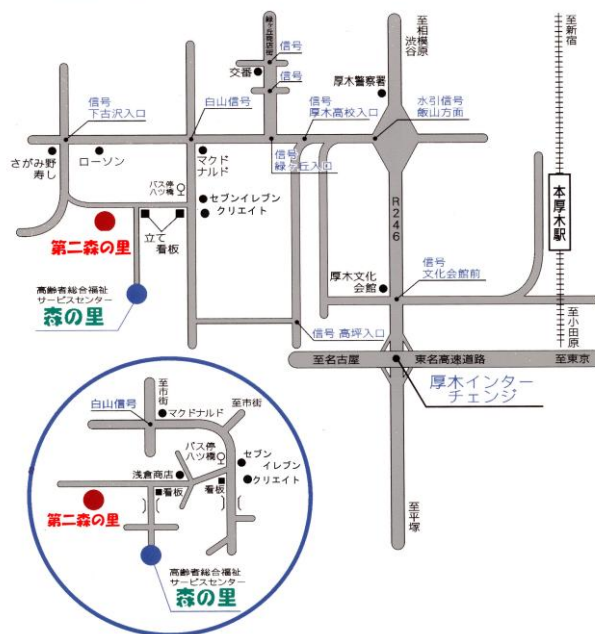 緑ヶ丘商店街
信号
交番
信号
至相模原
渋谷
至新宿
厚木警察署
信号
下古沢入口
白山信号
信号
厚木高校入口
水引信号
飯山方面
さがみ野
寿し
ローソン
マクド
ナルド
信号
緑ヶ丘入口
バス停
八ツ橋
セブンイレブン
クリエイト
立て
看板
第二森の里
R246
本厚木駅
高齢者総合福祉
サービスセンター
森の里
厚木文化
会館
信号
文化会館前
信号 高坪入口
至小田原
至名古屋
東名高速道路
至東京
厚木インター
チェンジ
至平塚
至市街
至市街
白山信号
マクドナルド
バス停
八ツ橋
セブン
イレブン
浅倉商店
看板
看板
クリエイト
第二森の里
高齢者総合福祉
サービスセンター
森の里